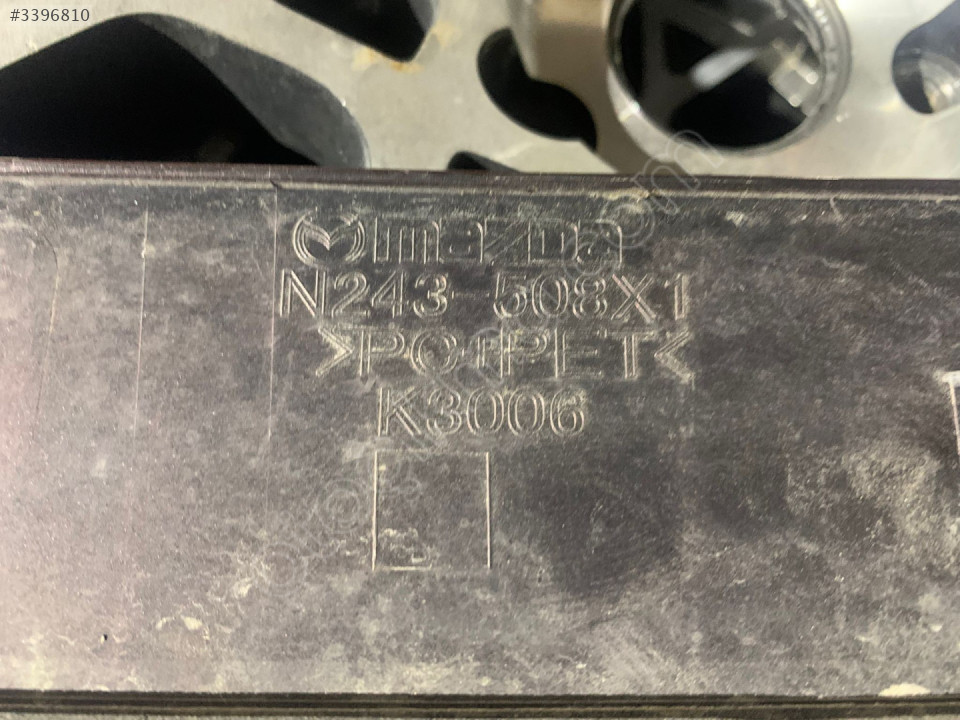 #3396810
mazda
N243 508X1
>PC+PET<
K3006